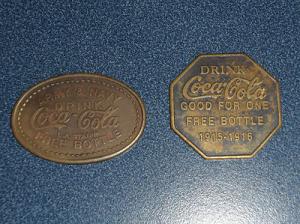 DRINK
Coca-Cola
FREE BOTTLE
DRINK
Coca-Cola
GOOD FOR ONE
FREE BOTTLE
1915-1916